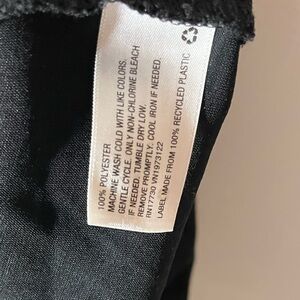 100% POLYESTER
MACHINE WASH COLD WITH LIKE COLORS.
GENTLE CYCLE. ONLY NON-CHLORINE BLEACH
IF NEEDED. TUMBLE DRY LOW.
REMOVE PROMPTLY. COOL IRON IF NEEDED.
RN17730 VN1973122
LABEL MADE FROM 100% RECYCLED PLASTIC